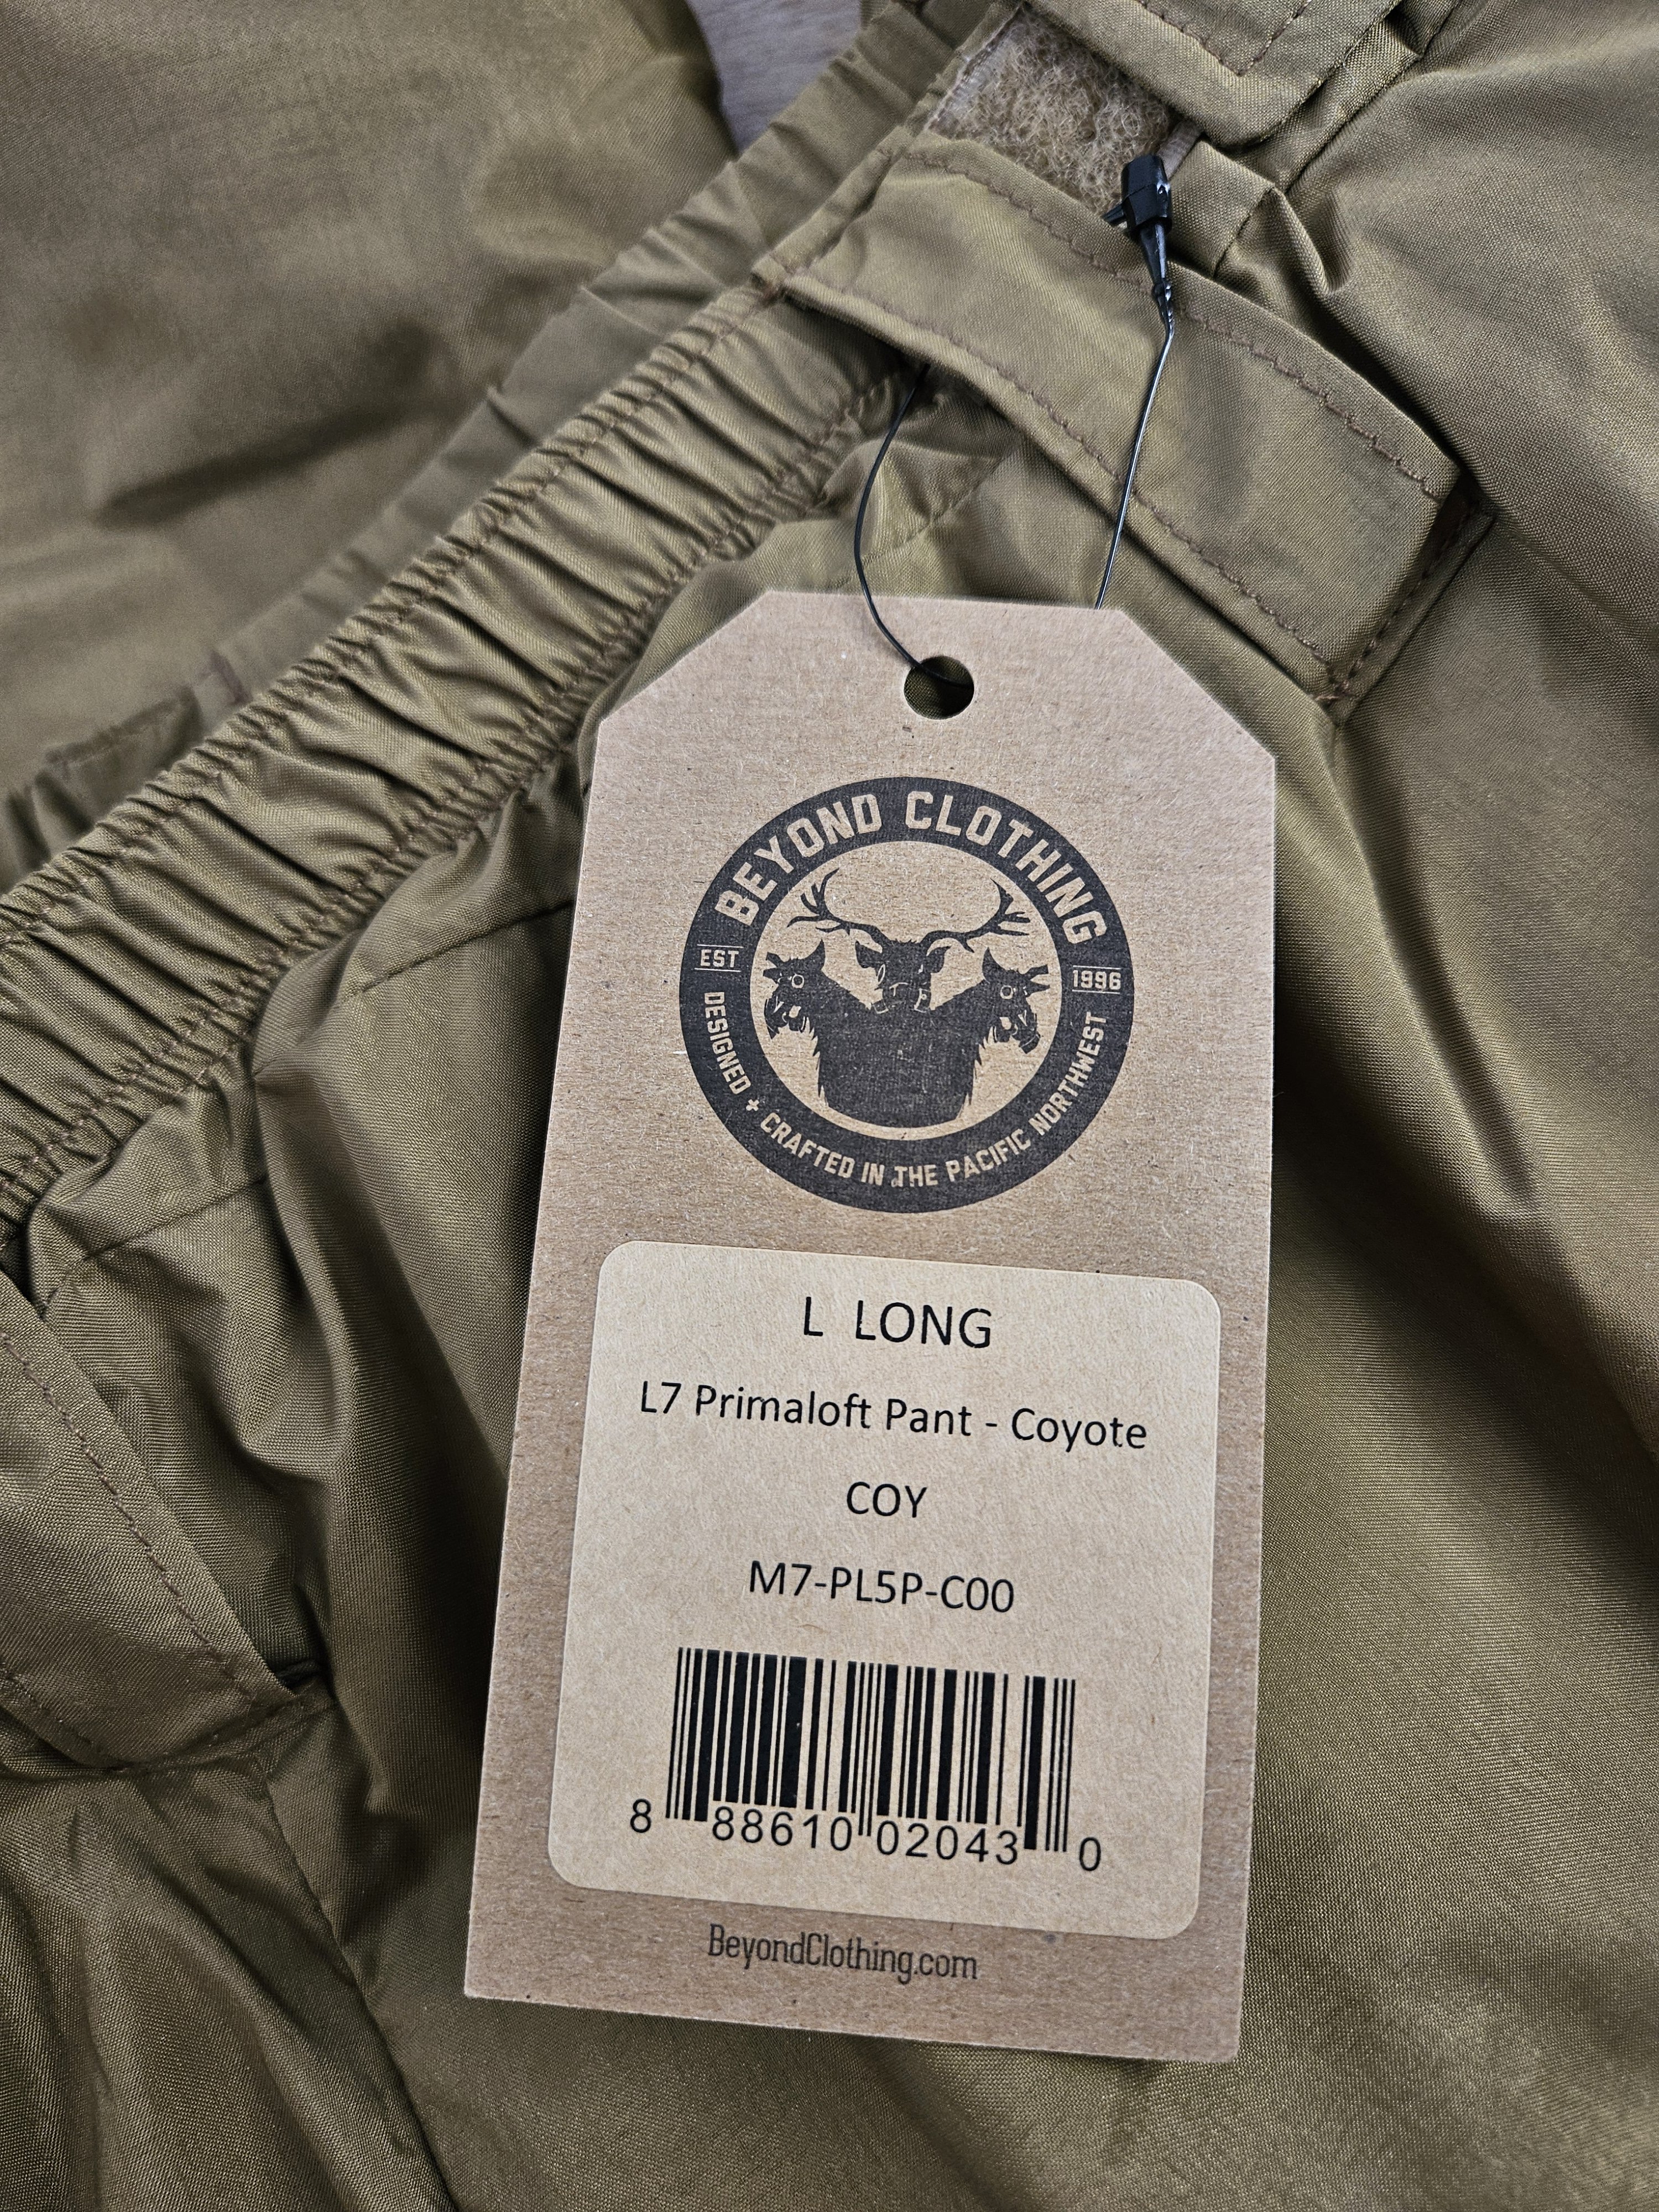 BEYOND CLOTHING
EST 1996
DESIGNED + CRAFTED IN THE PACIFIC NORTHWEST
L LONG
L7 Primaloft Pant - Coyote
COY
M7-PL5P-C00
8 88610 02043 0
BeyondClothing.com